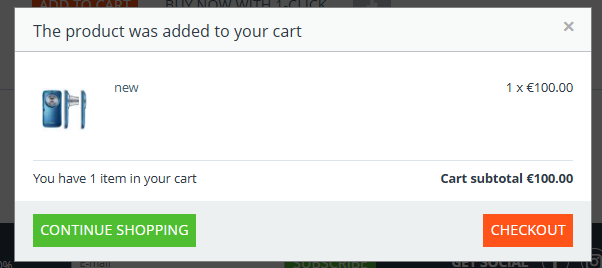 ADD TO CART BUY NOW WITH 1-CLICK
The product was added to your cart ×
new 1 x €100.00
You have 1 item in your cart Cart subtotal €100.00
CONTINUE SHOPPING CHECKOUT
E-mail SUBSCRIBE GET SOCIAL